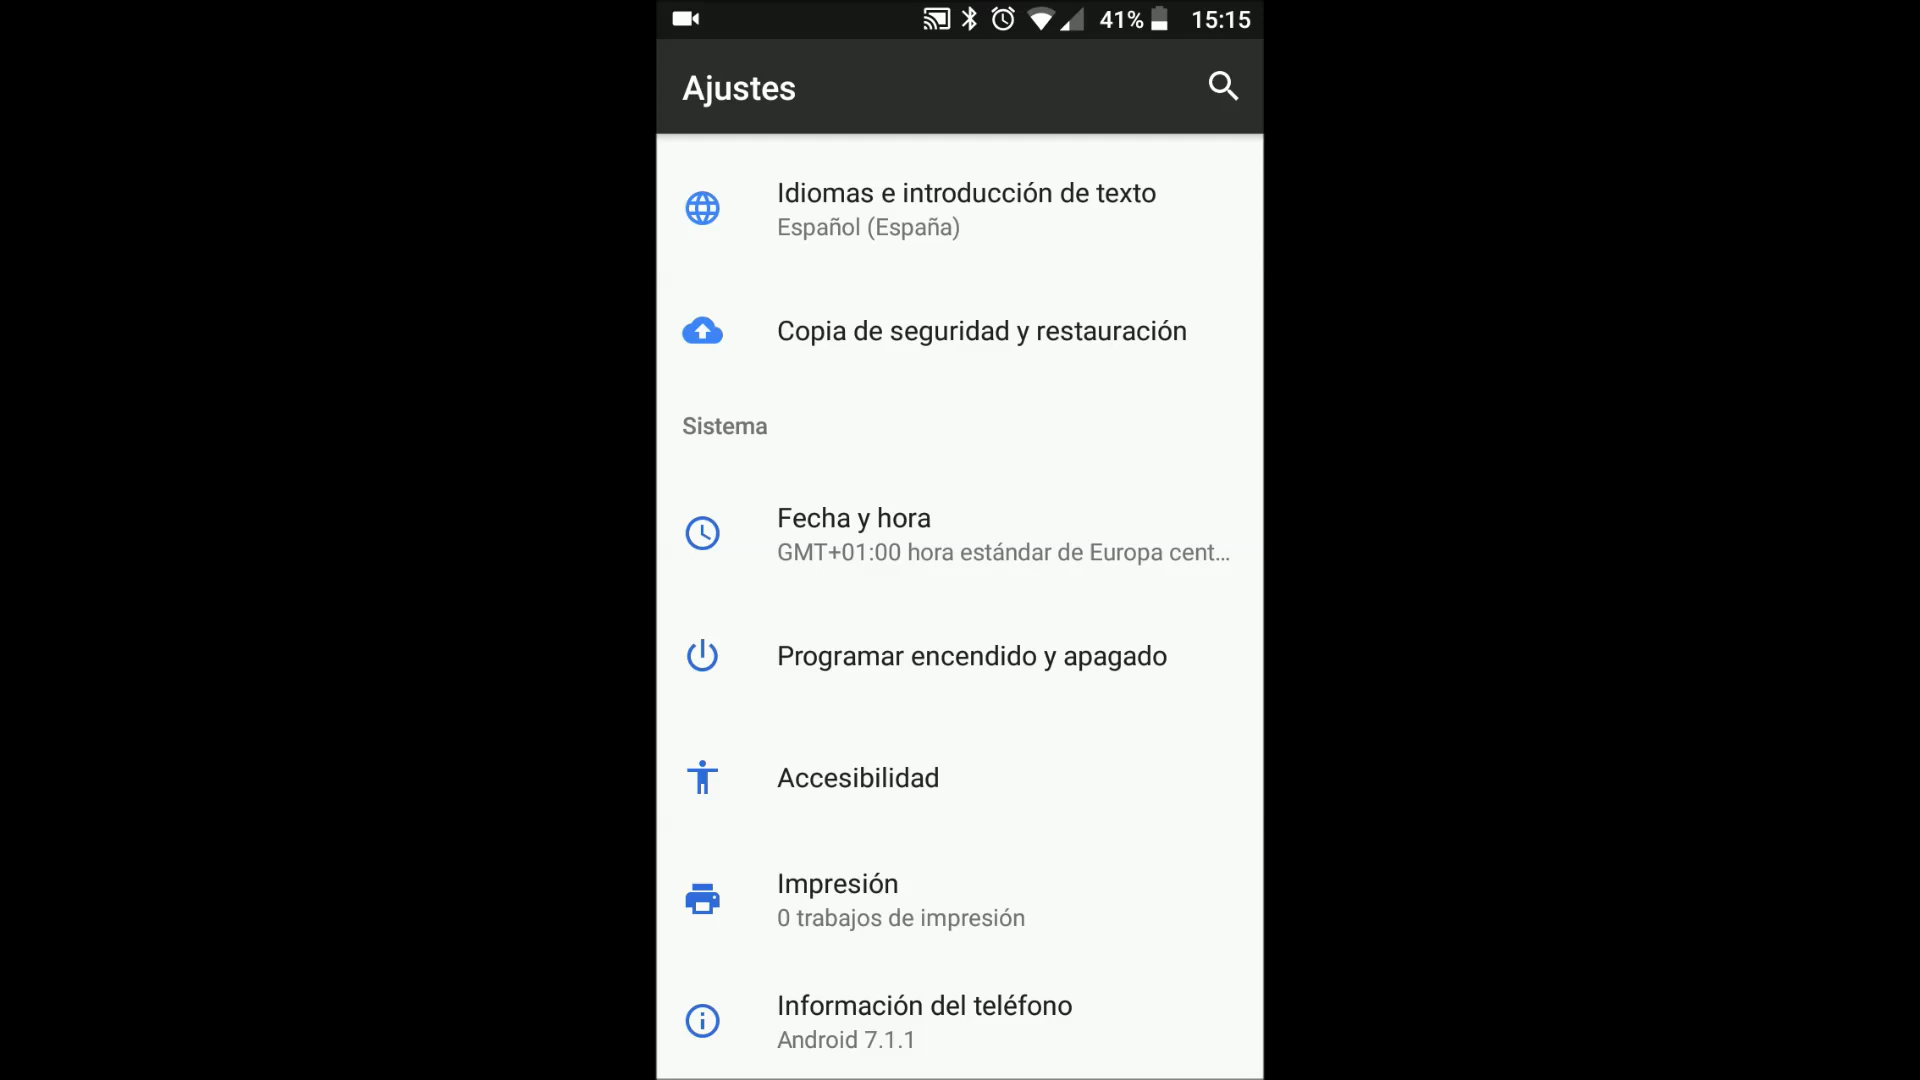 41% 15:15
Ajustes
Idiomas e introducción de texto
Español (España)
Copia de seguridad y restauración
Sistema
Fecha y hora
GMT+01:00 hora estándar de Europa cent...
Programar encendido y apagado
Accesibilidad
Impresión
0 trabajos de impresión
Información del teléfono
Android 7.1.1